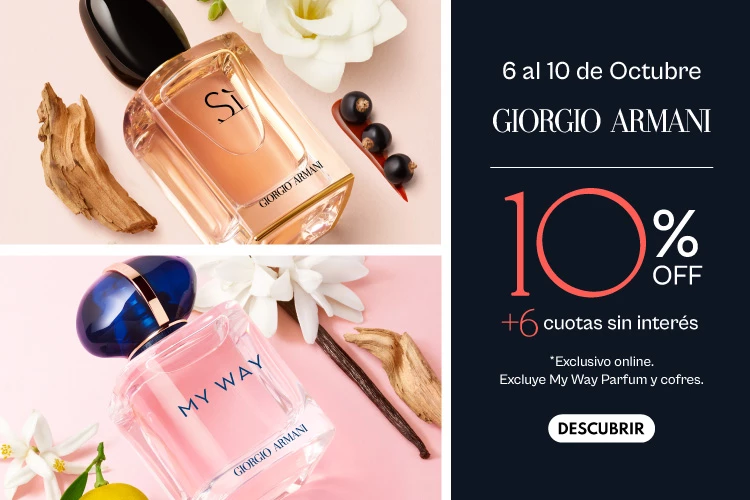 Sì
GIORGIO ARMANI
MY WAY
GIORGIO ARMANI
6 al 10 de Octubre
GIORGIO ARMANI
10% OFF
+6 cuotas sin interés
*Exclusivo online.
Excluye My Way Parfum y cofres.
DESCUBRIR